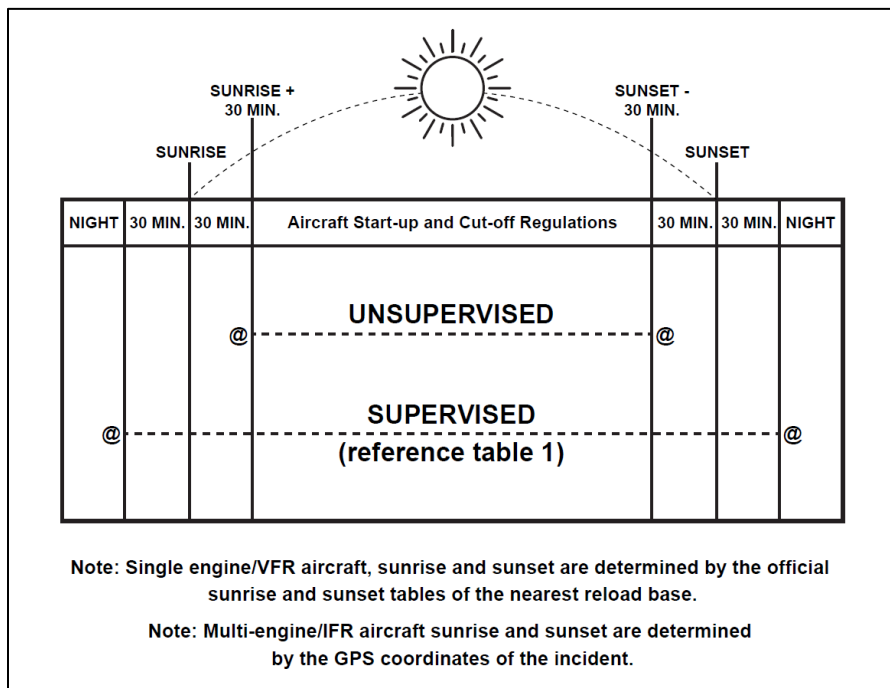 SUNRISE +
30 MIN.
SUNSET -
30 MIN.
SUNRISE
SUNSET
NIGHT 30 MIN. 30 MIN. Aircraft Start-up and Cut-off Regulations 30 MIN. 30 MIN. NIGHT
UNSUPERVISED
@ @
SUPERVISED
@ @
(reference table 1)
Note: Single engine/VFR aircraft, sunrise and sunset are determined by the official
sunrise and sunset tables of the nearest reload base.
Note: Multi-engine/IFR aircraft sunrise and sunset are determined
by the GPS coordinates of the incident.